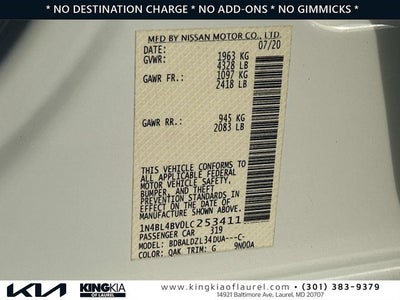 *NO DESTINATION CHARGE * NO ADD-ONS * NO GIMMICKS *
MFD BY NISSAN MOTOR CO., LTD.
DATE: 07/20
GVWR: 1963 KG
4328 LB
GAWR FR.: 1097 KG
2418 LB
GAWR RR.: 945 KG
2083 LB
THIS VEHICLE CONFORMS TO
ALL APPLICABLE FEDERAL
MOTOR VEHICLE SAFETY,
BUMPER, AND THEFT
PREVENTION STANDARDS
IN EFFECT ON THE DATE OF
MANUFACTURE SHOWN ABOVE.
1N4BL4BV0LC253411
PASSENGER CAR 319
MODEL: BDBALDZL34DUA---C-
COLOR: QAK TRIM: G 9N00A
KIA KING KIA
OF LAUREL
www.kingkiaoflaurel.com • (301) 383-9379
14921 Baltimore Ave, Laurel, MD 20707